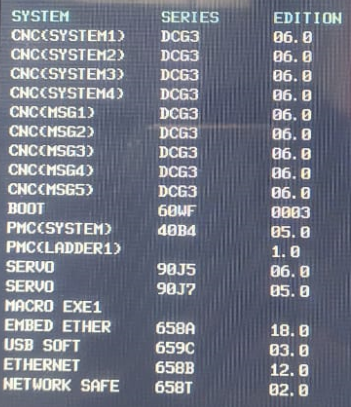 SYSTEM SERIES EDITION
CNC(SYSTEM1) DCG3 06.0
CNC(SYSTEM2) DCG3 06.0
CNC(SYSTEM3) DCG3 06.0
CNC(SYSTEM4) DCG3 06.0
CNC(MSG1) DCG3 06.0
CNC(MSG2) DCG3 06.0
CNC(MSG3) DCG3 06.0
CNC(MSG4) DCG3 06.0
CNC(MSG5) DCG3 06.0
BOOT 60WF 0003
PMC(SYSTEM) 40B4 05.0
PMC(LADDER1) 1.0
SERVO 90J5 06.0
SERVO 90J7 05.0
MACRO EXE1
EMBED ETHER 658A 18.0
USB SOFT 659C 03.0
ETHERNET 658B 12.0
NETWORK SAFE 658T 02.0